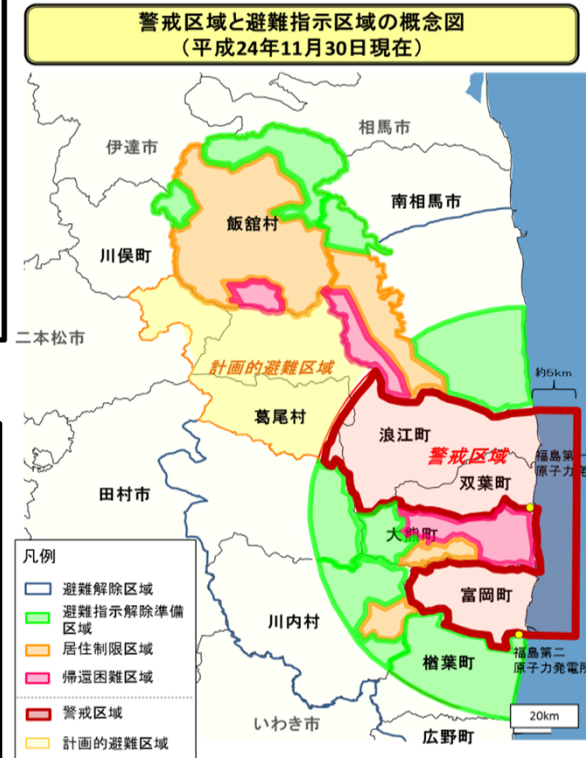 警戒区域と避難指示区域の概念図
(平成24年11月30日現在)
相馬市
伊達市
南相馬市
飯舘村
川俣町
二本松市
計画的避難区域
約5km
葛尾村
浪江町
警戒区域
福島第一
原子力発
双葉町
田村市
大熊町
凡例
避難解除区域
避難指示解除準備
区域
居住制限区域
帰還困難区域
警戒区域
計画的避難区域
富岡町
川内村
福島第二
原子力発電所
楢葉町
20km
いわき市
広野町